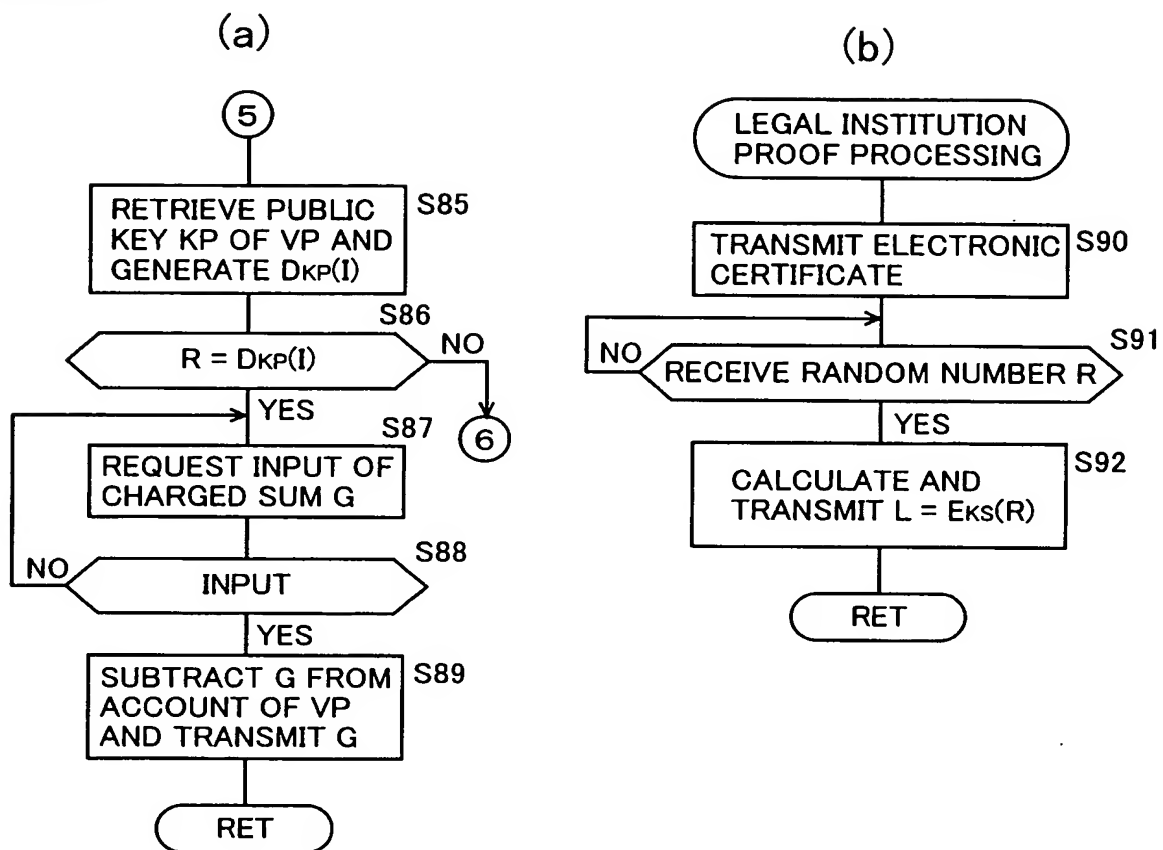 (a)
5
RETRIEVE PUBLIC
KEY KP OF VP AND
GENERATE DKP(I)
S85
S86
R = DKP(I)
NO
YES
6
S87
REQUEST INPUT OF
CHARGED SUM G
S88
NO
INPUT
YES
SUBTRACT G FROM
ACCOUNT OF VP
AND TRANSMIT G
S89
RET
(b)
LEGAL INSTITUTION
PROOF PROCESSING
TRANSMIT ELECTRONIC
CERTIFICATE
S90
S91
NO
RECEIVE RANDOM NUMBER R
YES
S92
CALCULATE AND
TRANSMIT L = EKS(R)
RET